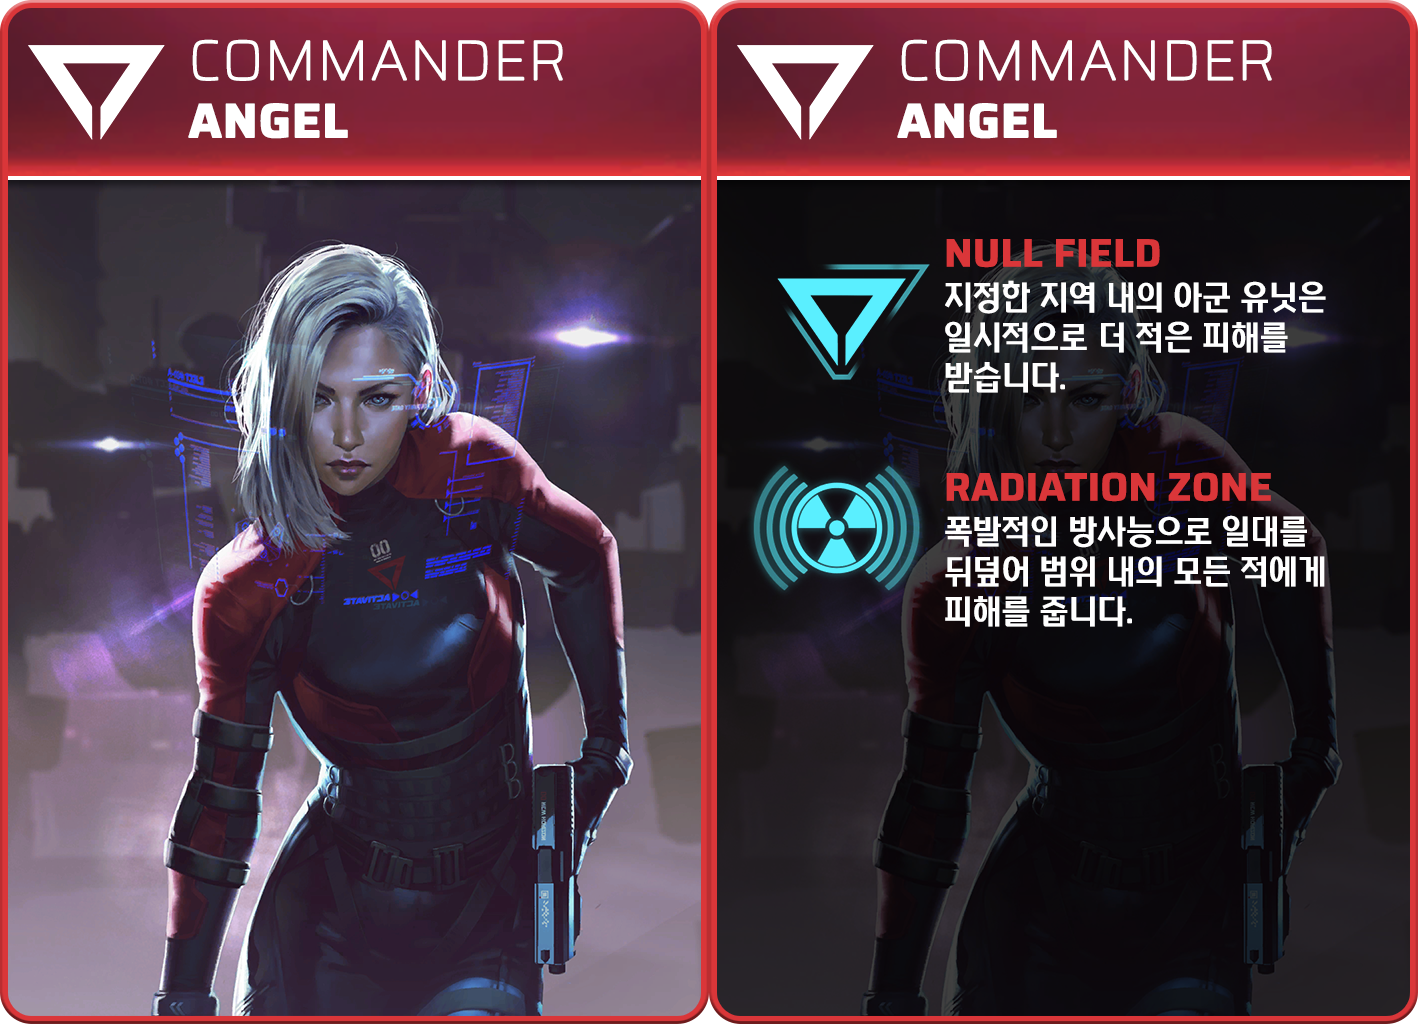 COMMANDER
ANGEL
00
ACTIVATE
COMMANDER
ANGEL
NULL FIELD
지정한 지역 내의 아군 유닛은
일시적으로 더 적은 피해를
받습니다.
RADIATION ZONE
폭발적인 방사능으로 일대를
뒤덮어 범위 내의 모든 적에게
피해를 줍니다.